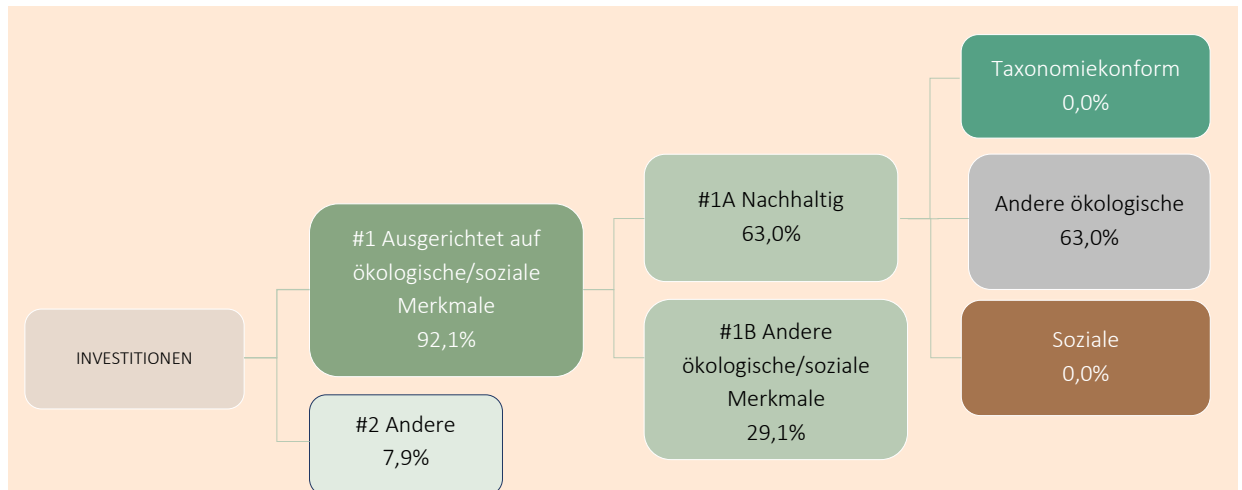 INVESTITIONEN
#1 Ausgerichtet auf
ökologische/soziale
Merkmale
92,1%
#2 Andere
7,9%
#1A Nachhaltig
63,0%
#1B Andere
ökologische/soziale
Merkmale
29,1%
Taxonomiekonform
0,0%
Andere ökologische
63,0%
Soziale
0,0%